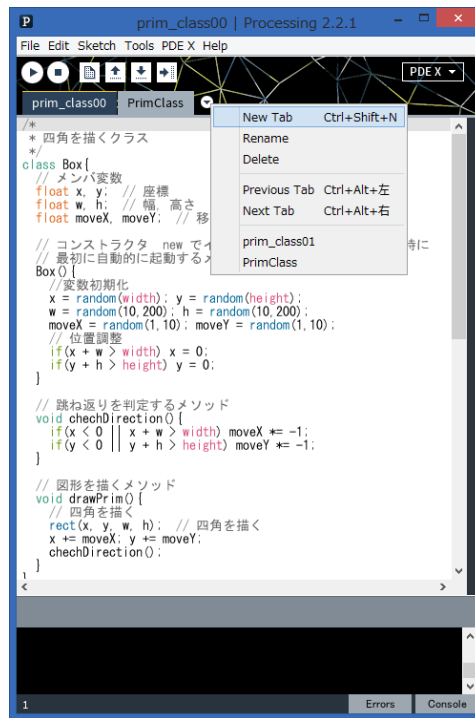 prim_class00 | Processing 2.2.1
File Edit Sketch Tools PDE X Help
PDE X
prim_class00 PrimClass
New Tab Ctrl+Shift+N
Rename
Delete
Previous Tab Ctrl+Alt+左
Next Tab Ctrl+Alt+右
prim_class01
PrimClass
/*
* 四角を描くクラス
*/
class Box{
// メンバ変数
float x, y; // 座標
float w, h; // 幅, 高さ
float moveX, moveY; // 移
// コンストラクタ new でイ 時に
// 最初に自動的に起動するメ
Box(){
//変数初期化
x = random(width); y = random(height);
w = random(10,200); h = random(10,200);
moveX = random(1,10); moveY = random(1,10);
// 位置調整
if(x + w > width) x = 0;
if(y + h > height) y = 0;
}
// 跳ね返りを判定するメソッド
void chechDirection(){
if(x < 0 || x + w > width) moveX *= -1;
if(y < 0 || y + h > height) moveY *= -1;
}
// 図形を描くメソッド
void drawPrim(){
// 四角を描く
rect(x, y, w, h); // 四角を描く
x += moveX; y += moveY;
chechDirection();
}
1
Errors Console